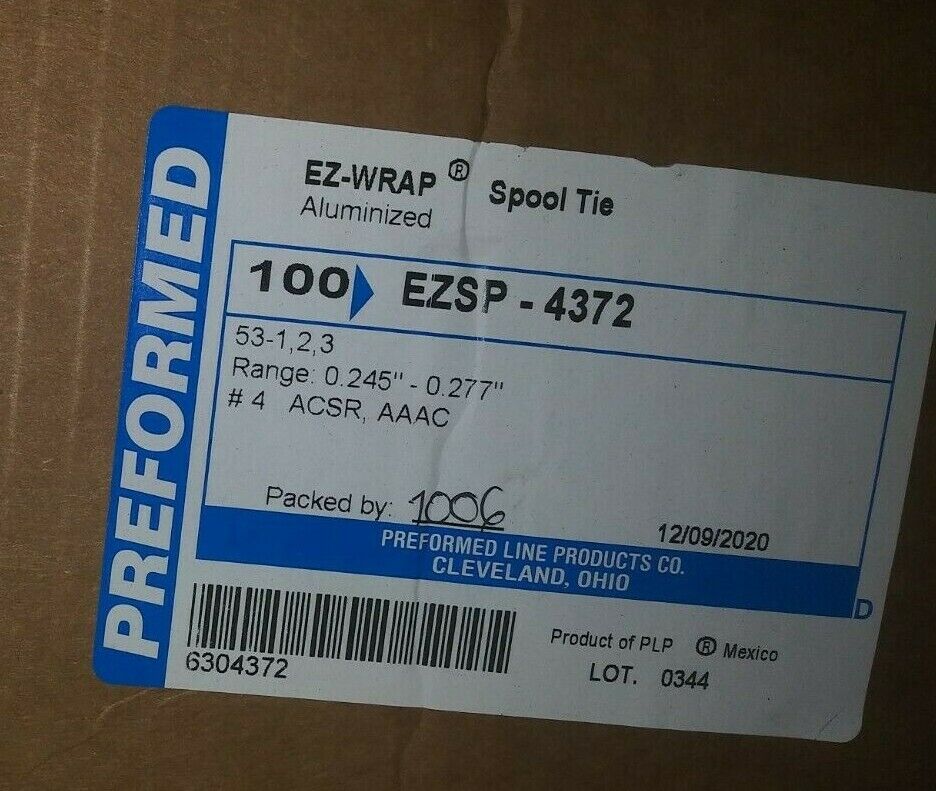 PREFORMED
EZ-WRAP ® Spool Tie
Aluminized
100 EZSP - 4372
53-1,2,3
Range: 0.245" - 0.277"
# 4 ACSR, AAAC
Packed by: 1006
12/09/2020
PREFORMED LINE PRODUCTS CO.
CLEVELAND, OHIO
D
6304372
Product of PLP ® Mexico
LOT. 0344